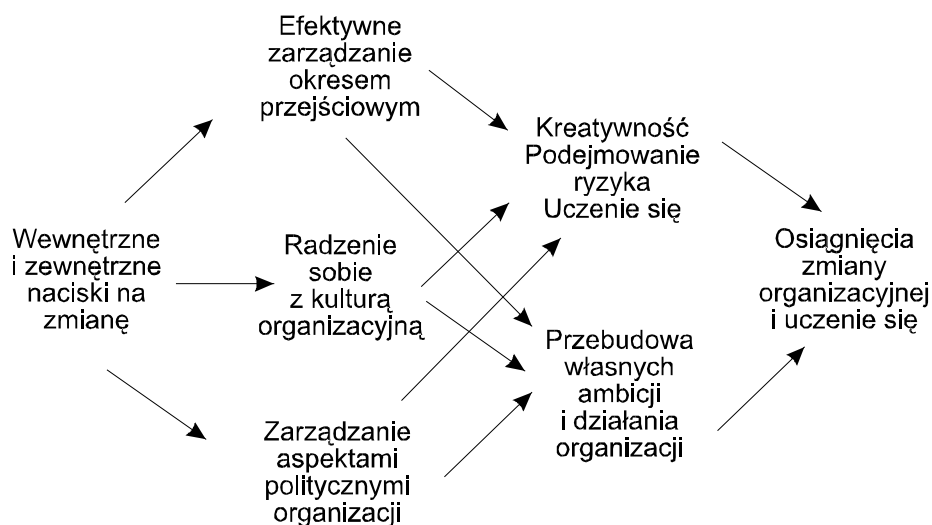 Efektywne
zarządzanie
okresem
przejściowym
Kreatywność
Podejmowanie
ryzyka
Uczenie się
Wewnętrzne
i zewnętrzne
naciski na
zmianę
Radzenie
sobie
z kulturą
organizacyjną
Osiągnięcia
zmiany
organizacyjnej
i uczenie się
Przebudowa
własnych
ambicji
i działania
organizacji
Zarządzanie
aspektami
politycznymi
organizacji